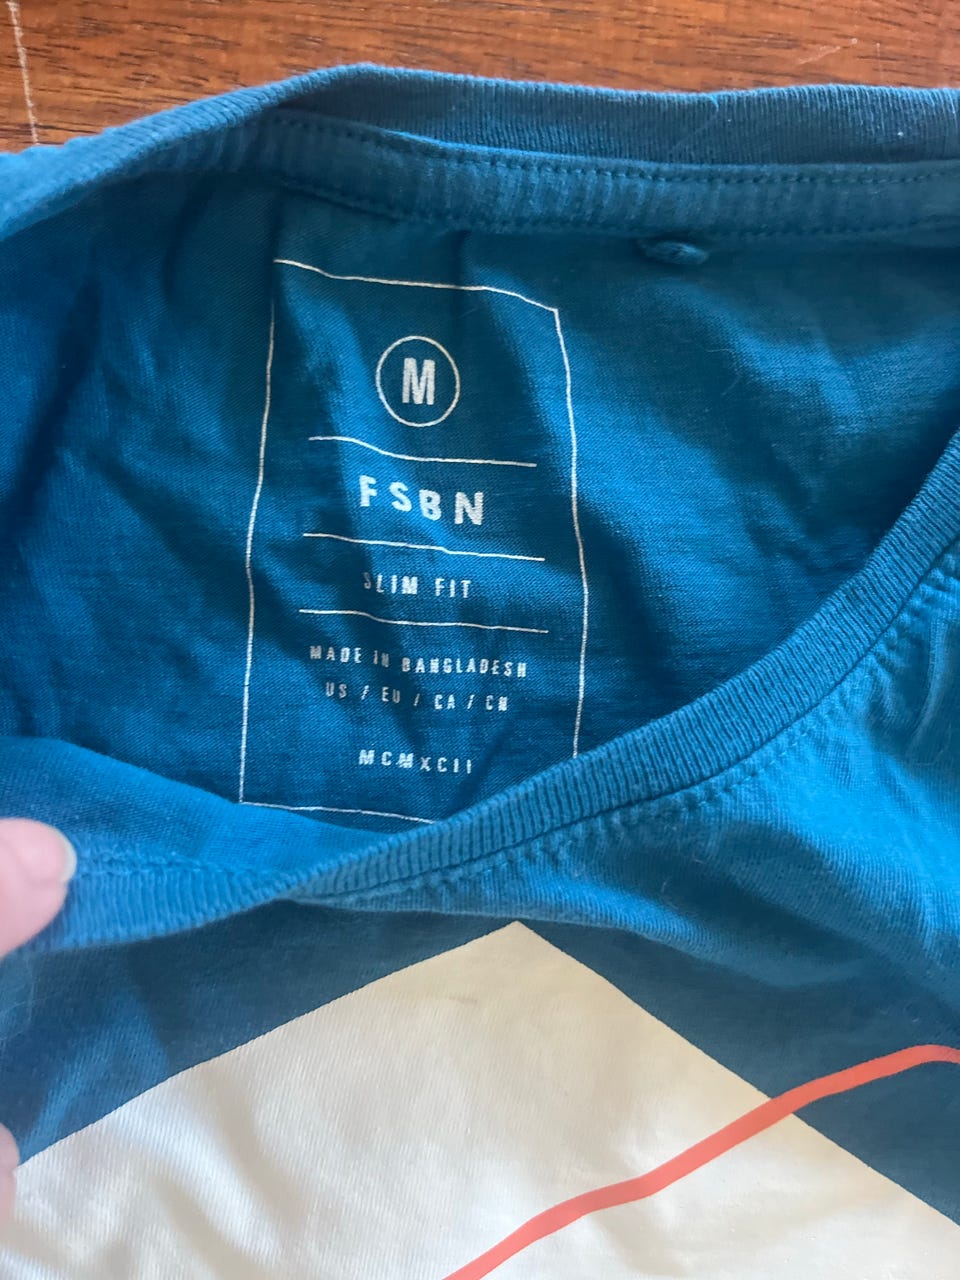 M
FSBN
SLIM FIT
MADE IN BANGLADESH
US / EU / CA / CN
MCMXCII